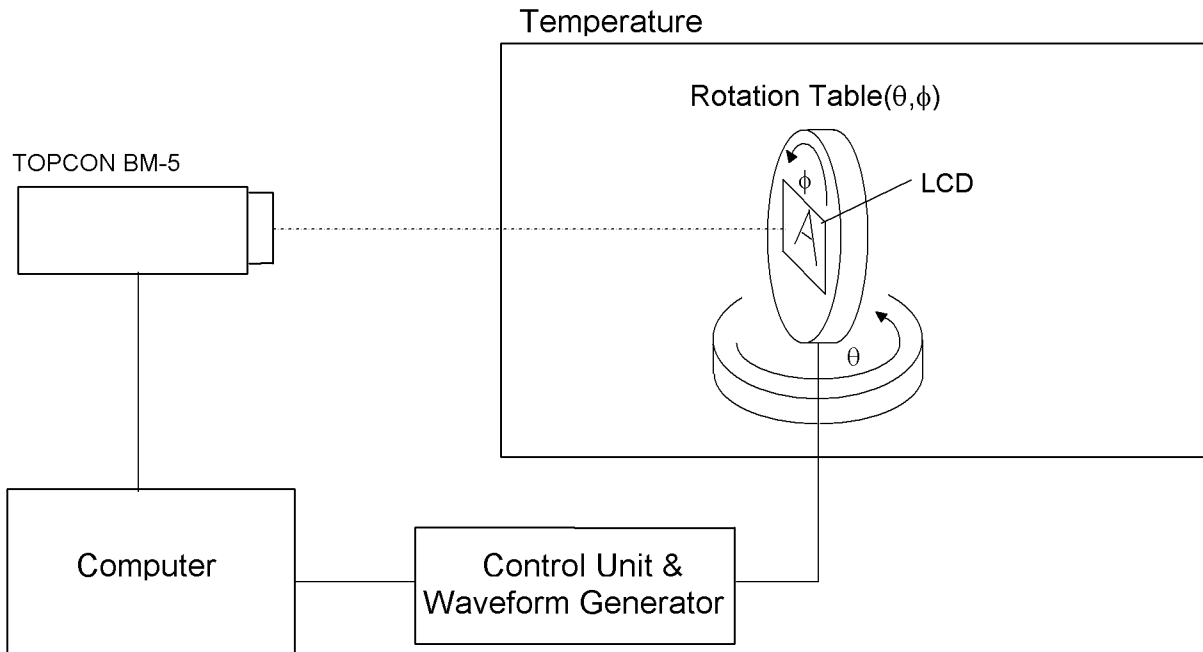 Temperature
Rotation Table(θ,ϕ)
TOPCON BM-5
ϕ
LCD
A
θ
Computer
Control Unit &
Waveform Generator